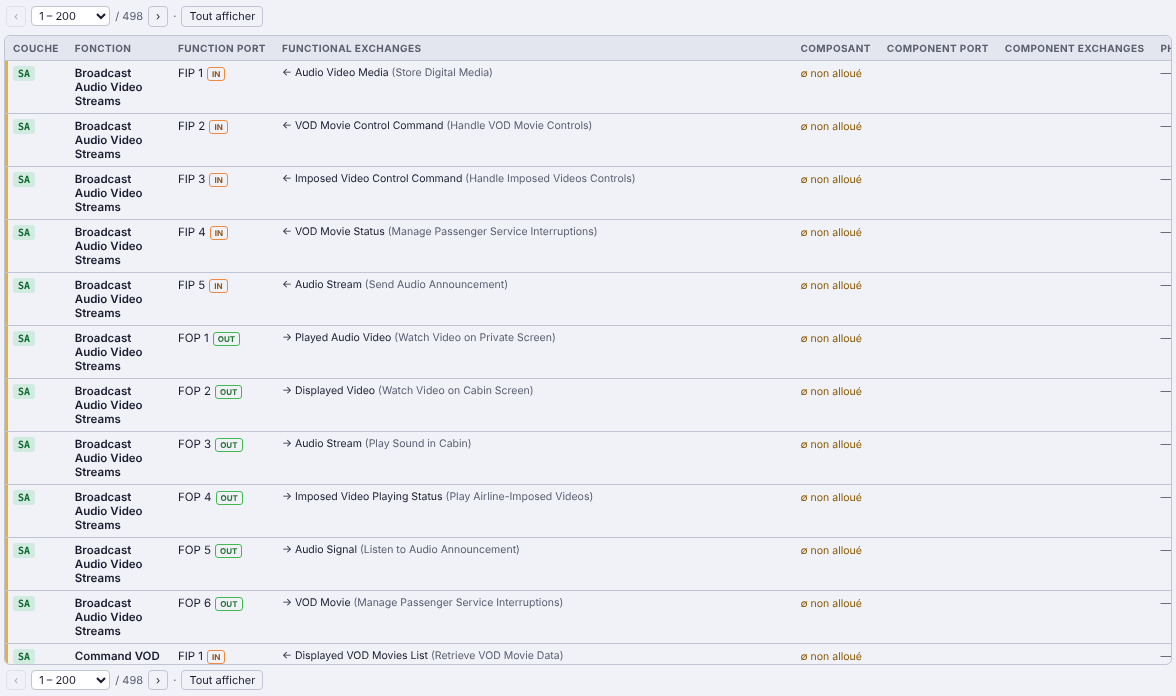 ‹ 1 – 200 / 498 › · Tout afficher
COUCHE FONCTION FUNCTION PORT FUNCTIONAL EXCHANGES COMPOSANT COMPONENT PORT COMPONENT EXCHANGES
SA Broadcast Audio Video Streams FIP 1 IN ← Audio Video Media (Store Digital Media) ø non alloué —
SA Broadcast Audio Video Streams FIP 2 IN ← VOD Movie Control Command (Handle VOD Movie Controls) ø non alloué —
SA Broadcast Audio Video Streams FIP 3 IN ← Imposed Video Control Command (Handle Imposed Videos Controls) ø non alloué —
SA Broadcast Audio Video Streams FIP 4 IN ← VOD Movie Status (Manage Passenger Service Interruptions) ø non alloué —
SA Broadcast Audio Video Streams FIP 5 IN ← Audio Stream (Send Audio Announcement) ø non alloué —
SA Broadcast Audio Video Streams FOP 1 OUT → Played Audio Video (Watch Video on Private Screen) ø non alloué —
SA Broadcast Audio Video Streams FOP 2 OUT → Displayed Video (Watch Video on Cabin Screen) ø non alloué —
SA Broadcast Audio Video Streams FOP 3 OUT → Audio Stream (Play Sound in Cabin) ø non alloué —
SA Broadcast Audio Video Streams FOP 4 OUT → Imposed Video Playing Status (Play Airline-Imposed Videos) ø non alloué —
SA Broadcast Audio Video Streams FOP 5 OUT → Audio Signal (Listen to Audio Announcement) ø non alloué —
SA Broadcast Audio Video Streams FOP 6 OUT → VOD Movie (Manage Passenger Service Interruptions) ø non alloué —
SA Command VOD FIP 1 IN ← Displayed VOD Movies List (Retrieve VOD Movie Data) ø non alloué —
‹ 1 – 200 / 498 › · Tout afficher